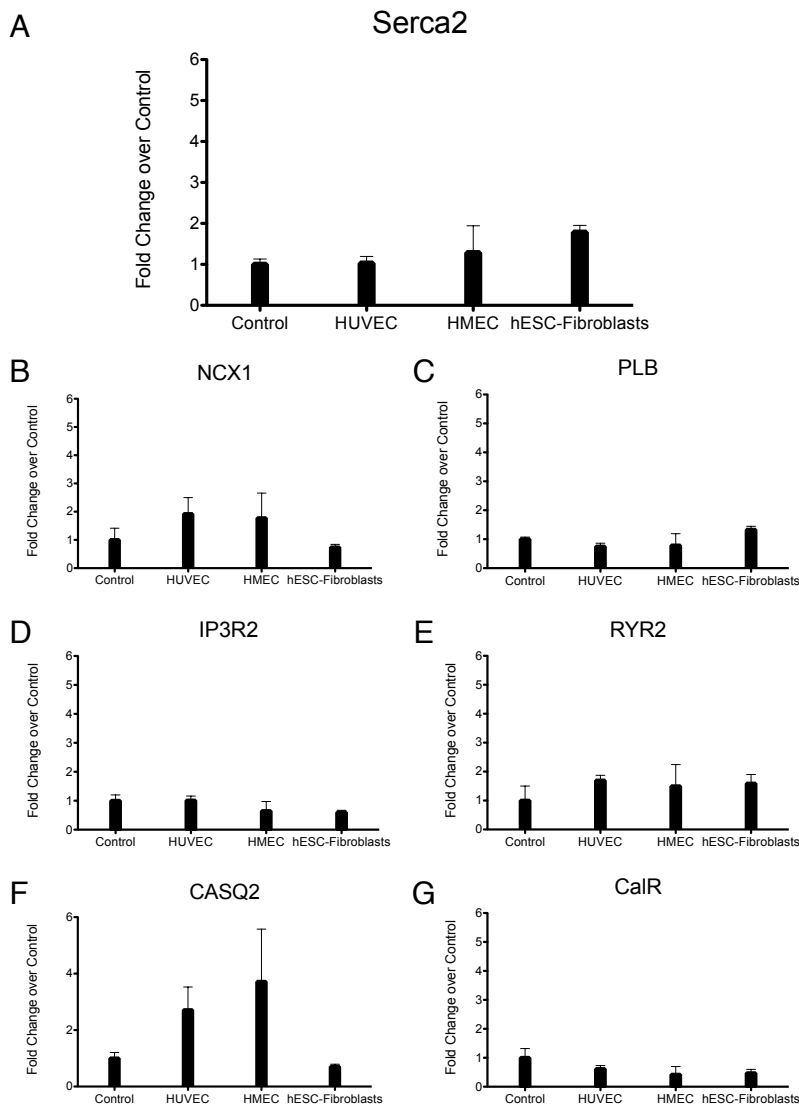 A
Serca2
Fold Change over Control
6
5
4
3
2
1
0
Control HUVEC HMEC hESC-Fibroblasts
B
NCX1
Fold Change over Control
6
5
4
3
2
1
0
Control HUVEC HMEC hESC-Fibroblasts
C
PLB
Fold Change over Control
6
5
4
3
2
1
0
Control HUVEC HMEC hESC-Fibroblasts
D
IP3R2
Fold Change over Control
6
5
4
3
2
1
0
Control HUVEC HMEC hESC-Fibroblasts
E
RYR2
Fold Change over Control
6
5
4
3
2
1
0
Control HUVEC HMEC hESC-Fibroblasts
F
CASQ2
Fold Change over Control
6
4
2
0
Control HUVEC HMEC hESC-Fibroblasts
G
CalR
Fold Change over Control
6
5
4
3
2
1
0
Control HUVEC HMEC hESC-Fibroblasts